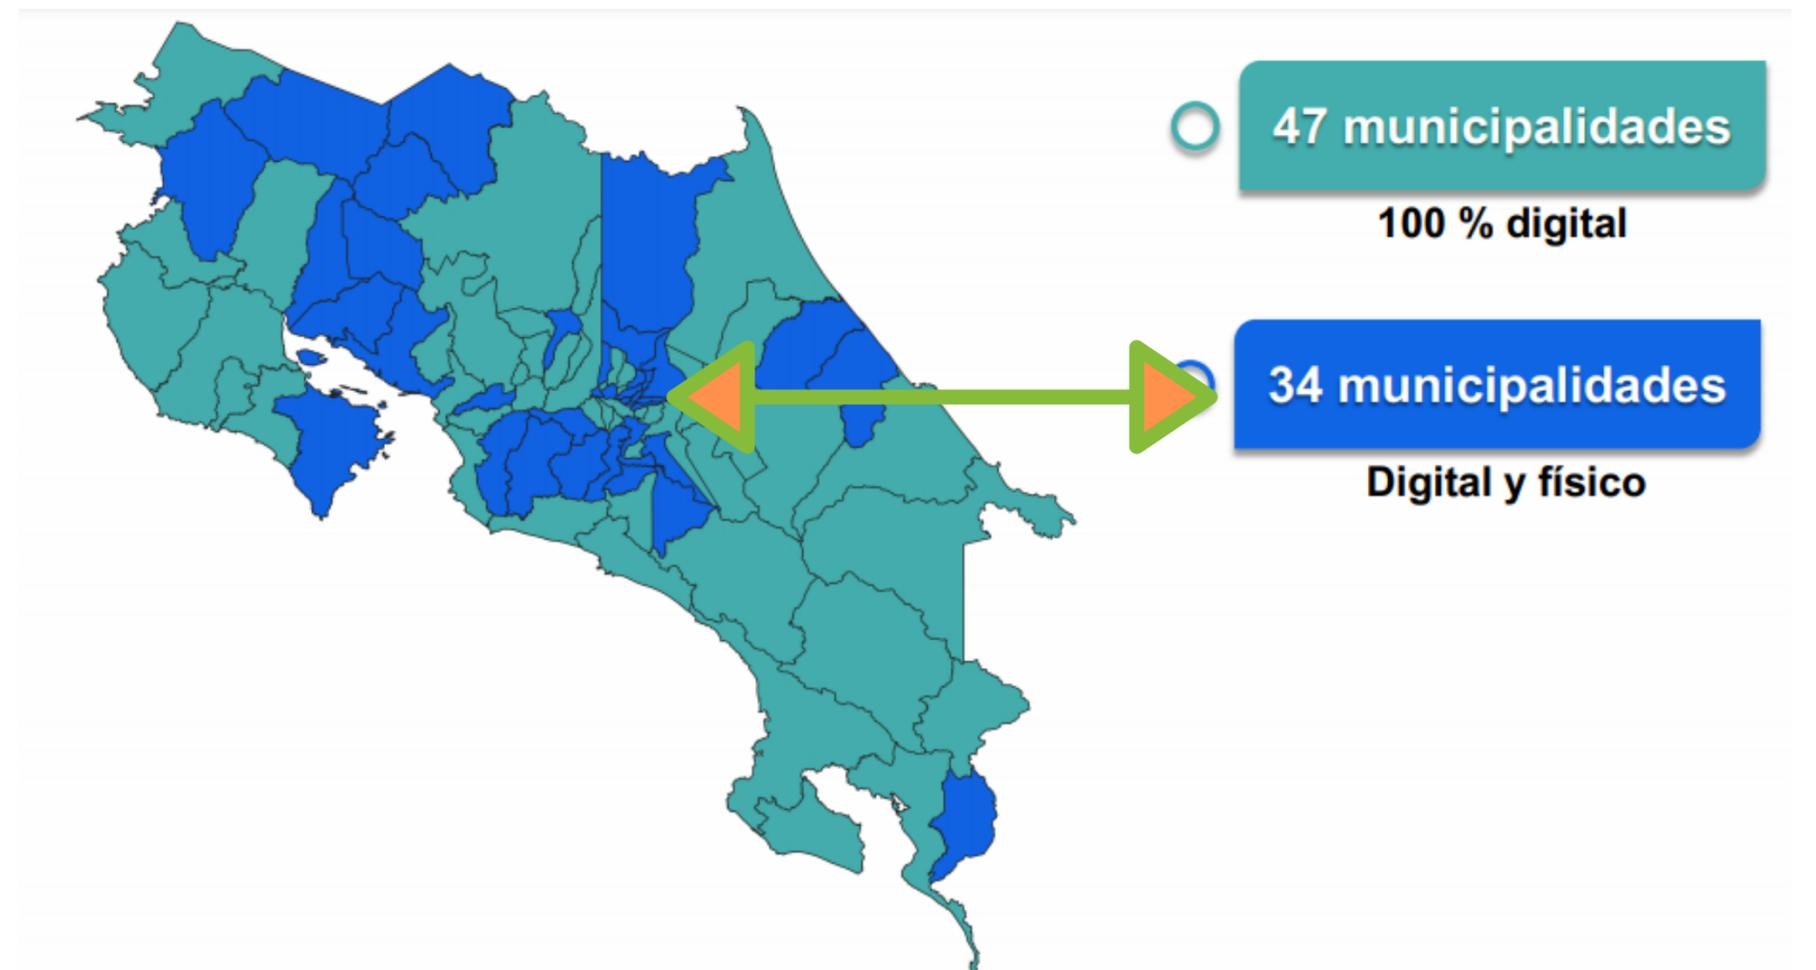 47 municipalidades
100 % digital
34 municipalidades
Digital y físico